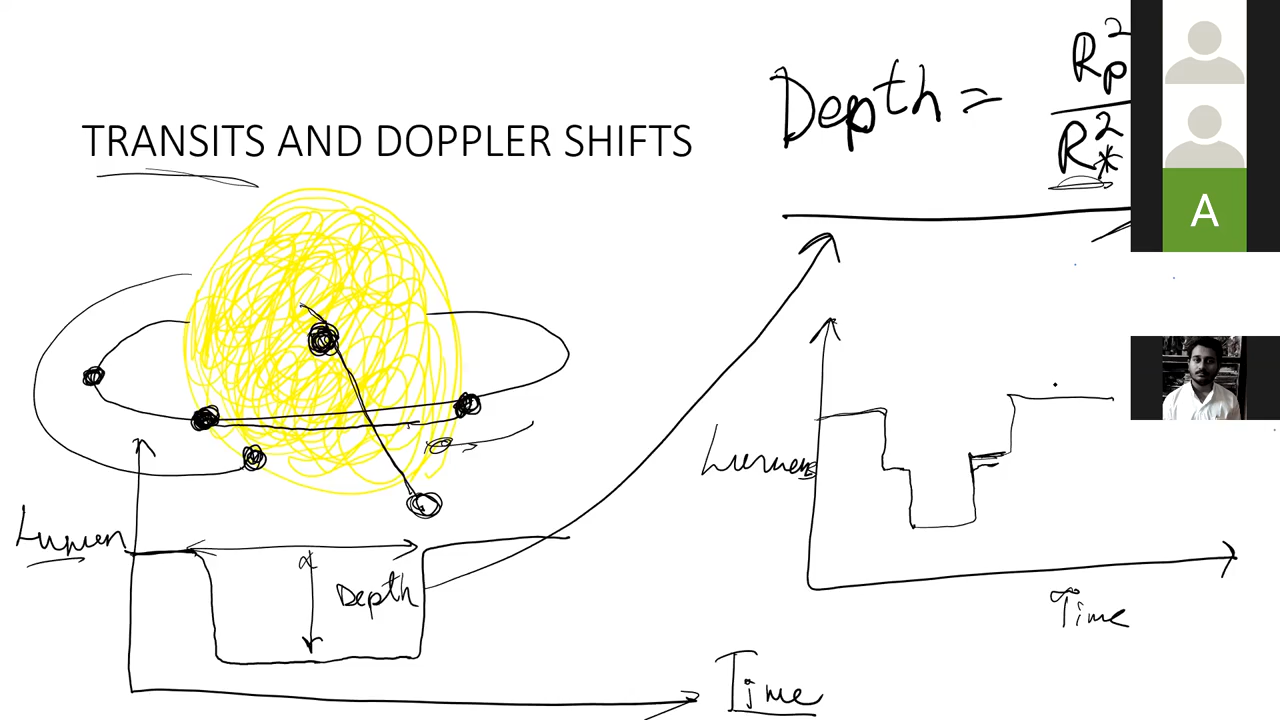 TRANSITS AND DOPPLER SHIFTS
Depth = Rp²
R*²
A
Lumen
Depth
Time
Lumens
Time